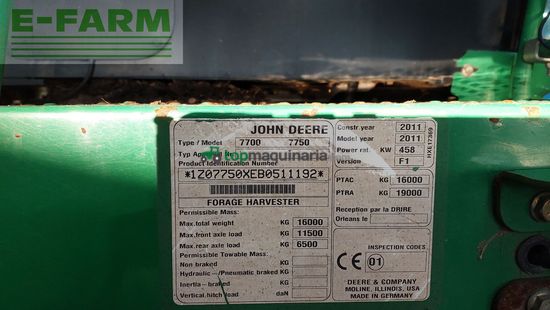 E-FARM
JOHN DEERE
Type / Model 7700 7750
Typ Ap
topmaquinaria
Product Identification Number
*1Z07750XEB0511192*
FORAGE HARVESTER
Permissible Mass:
Max.total weight KG 16000
Max.front axle load KG 11500
Max.rear axle load KG 6500
Permissible Towable Mass:
Non braked KG
Hydraulic - /Pneumatic braked KG
Inertia - braked KG
Vertical hitch load daN
Constr.year 2011
Model year 2011
Power rat. KW 458
Version F1
HXE17369
PTAC KG 16000
PTRA KG 19000
Reception par la DRIRE
Orleans le
INSPECTION CODES
CE 01
DEERE & COMPANY
MOLINE, ILLINOIS, USA
MADE IN GERMANY